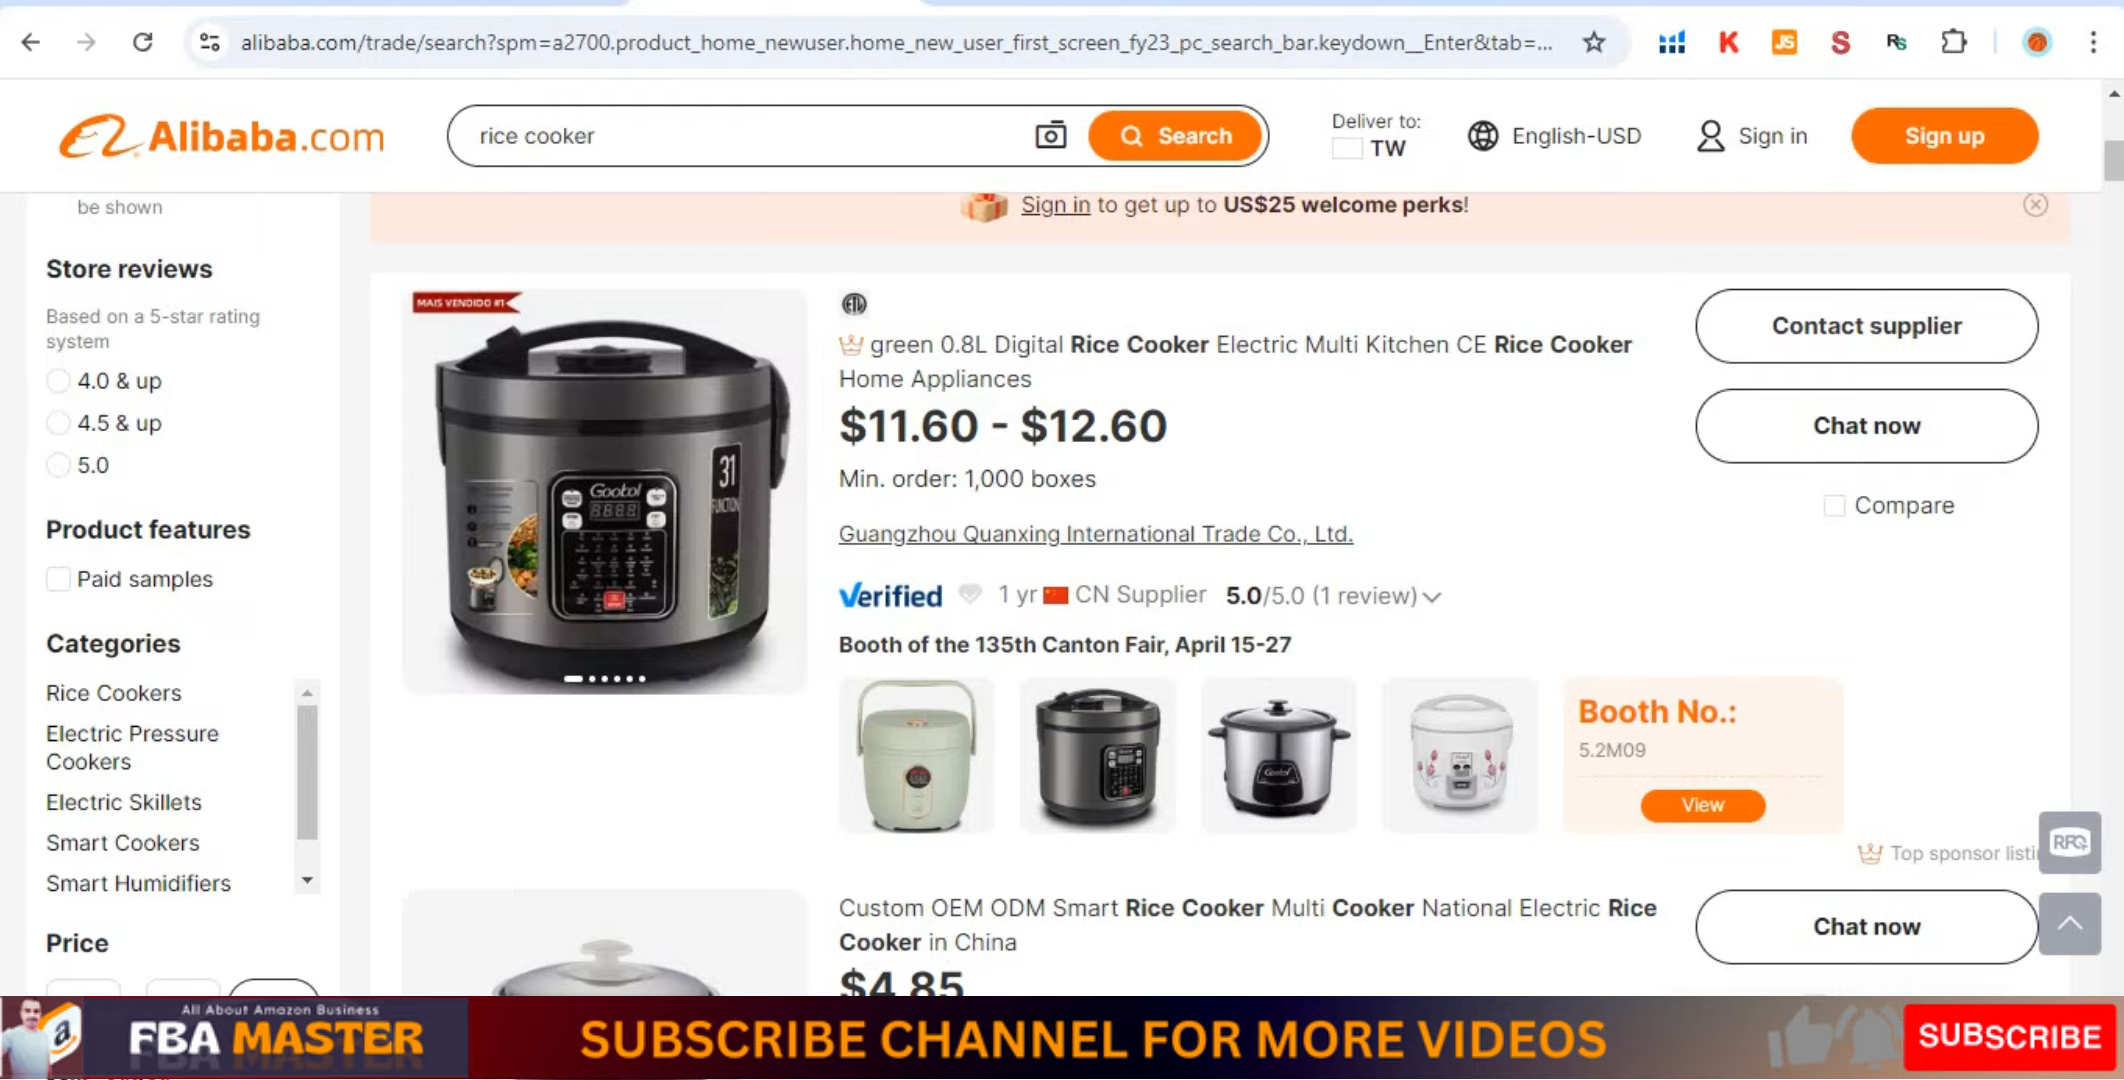 alibaba.com/trade/search?spm=a2700.product_home_newuser.home_new_user_first_screen_fy23_pc_search_bar.keydown__Enter&tab=...
K
JS
S
RS
Alibaba.com
rice cooker
Search
Deliver to:
TW
English-USD
Sign in
Sign up
be shown
Sign in to get up to US$25 welcome perks!
Store reviews
Based on a 5-star rating
system
4.0 & up
4.5 & up
5.0
Product features
Paid samples
Categories
Rice Cookers
Electric Pressure
Cookers
Electric Skillets
Smart Cookers
Smart Humidifiers
Price
MAIS VENDIDO #1
31
FUNCTION
Goobol
green 0.8L Digital Rice Cooker Electric Multi Kitchen CE Rice Cooker
Home Appliances
$11.60 - $12.60
Min. order: 1,000 boxes
Guangzhou Quanxing International Trade Co., Ltd.
Verified 1 yr CN Supplier 5.0/5.0 (1 review)
Booth of the 135th Canton Fair, April 15-27
Booth No.:
5.2M09
View
Contact supplier
Chat now
Compare
Top sponsor listi
RFQ
Custom OEM ODM Smart Rice Cooker Multi Cooker National Electric Rice
Cooker in China
$4.85
Chat now
All About Amazon Business
FBA MASTER
SUBSCRIBE CHANNEL FOR MORE VIDEOS
SUBSCRIBE